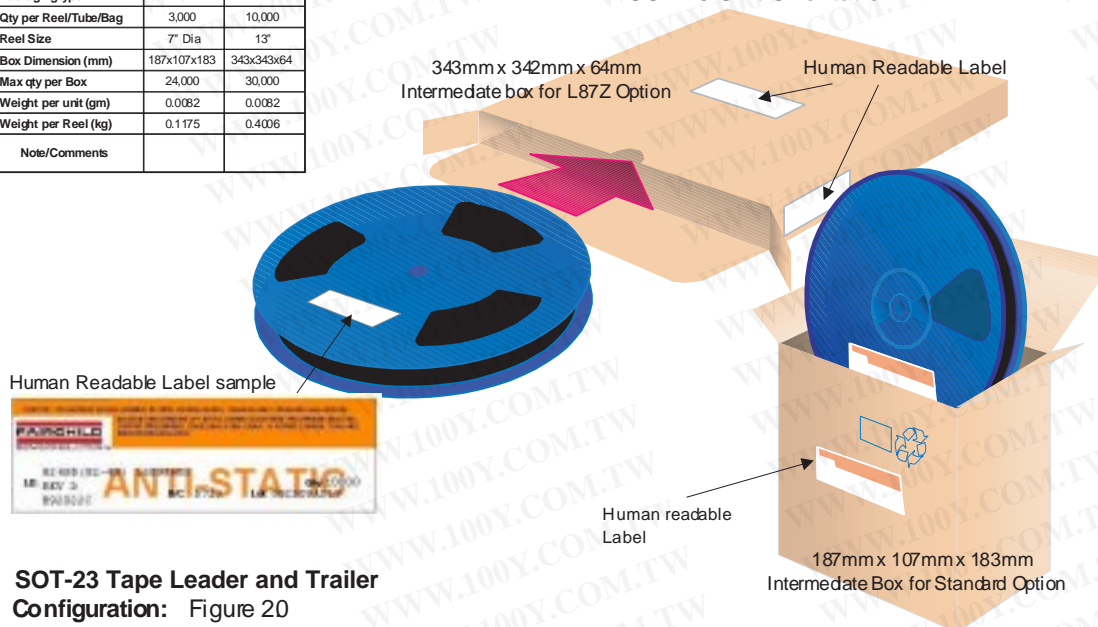 Qty per Reel/Tube/Bag 3,000 10,000
Reel Size 7" Dia 13"
Box Dimension (mm) 187x107x183 343x343x64
Max qty per Box 24,000 30,000
Weight per unit (gm) 0.0082 0.0082
Weight per Reel (kg) 0.1175 0.4006
Note/Comments
343mm x 342mm x 64mm
Intermediate box for L87Z Option
Human Readable Label
Human Readable Label sample
FAIRCHILD
ANTI-STATIC
Human readable
Label
187mm x 107mm x 183mm
Intermediate Box for Standard Option
SOT-23 Tape Leader and Trailer
Configuration: Figure 20
WWW.100Y.COM.TW